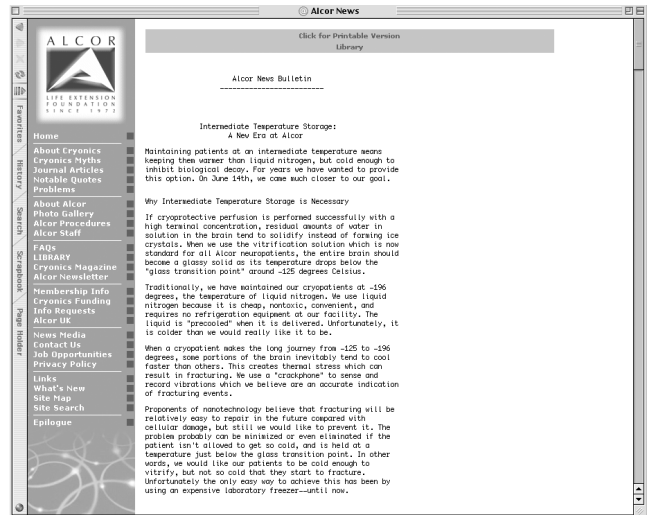 Alcor News
Favorites
History
Search
Scrapbook
Page Holder
ALCOR
LIFE EXTENSION
FOUNDATION
SINCE 1972
Home
About Cryonics
Cryonics Myths
Journal Articles
Notable Quotes
Problems
About Alcor
Photo Gallery
Alcor Procedures
Alcor Staff
FAQs
LIBRARY
Cryonics Magazine
Alcor Newsletter
Membership Info
Cryonics Funding
Info Requests
Alcor UK
News Media
Contact Us
Job Opportunities
Privacy Policy
Links
What's New
Site Map
Site Search
Epilogue
Click for Printable Version
Library
Alcor News Bulletin
-------------------------
Intermediate Temperature Storage:
A New Era at Alcor
Maintaining patients at an intermediate temperature means
keeping them warmer than liquid nitrogen, but cold enough to
inhibit biological decay. For years we have wanted to provide
this option. On June 14th, we came much closer to our goal.
Why Intermediate Temperature Storage is Necessary
If cryoprotective perfusion is performed successfully with a
high terminal concentration, residual amounts of water in
solution in the brain tend to solidify instead of forming ice
crystals. When we use the vitrification solution which is now
standard for all Alcor neuropatients, the entire brain should
become a glassy solid as its temperature drops below the
"glass transition point" around -125 degrees Celsius.
Traditionally, we have maintained our cryopatients at -196
degrees, the temperature of liquid nitrogen. We use liquid
nitrogen because it is cheap, nontoxic, convenient, and
requires no refrigeration equipment at our facility. The
liquid is "precooled" when it is delivered. Unfortunately, it
is colder than we would really like it to be.
When a cryopatient makes the long journey from -125 to -196
degrees, some portions of the brain inevitably tend to cool
faster than others. This creates thermal stress which can
result in fracturing. We use a "crackphone" to sense and
record vibrations which we believe are an accurate indication
of fracturing events.
Proponents of nanotechnology believe that fracturing will be
relatively easy to repair in the future compared with
cellular damage, but still we would like to prevent it. The
problem probably can be minimized or even eliminated if the
patient isn't allowed to get so cold, and is held at a
temperature just below the glass transition point. In other
words, we would like our patients to be cold enough to
vitrify, but not so cold that they start to fracture.
Unfortunately the only easy way to achieve this has been by
using an expensive laboratory freezer--until now.